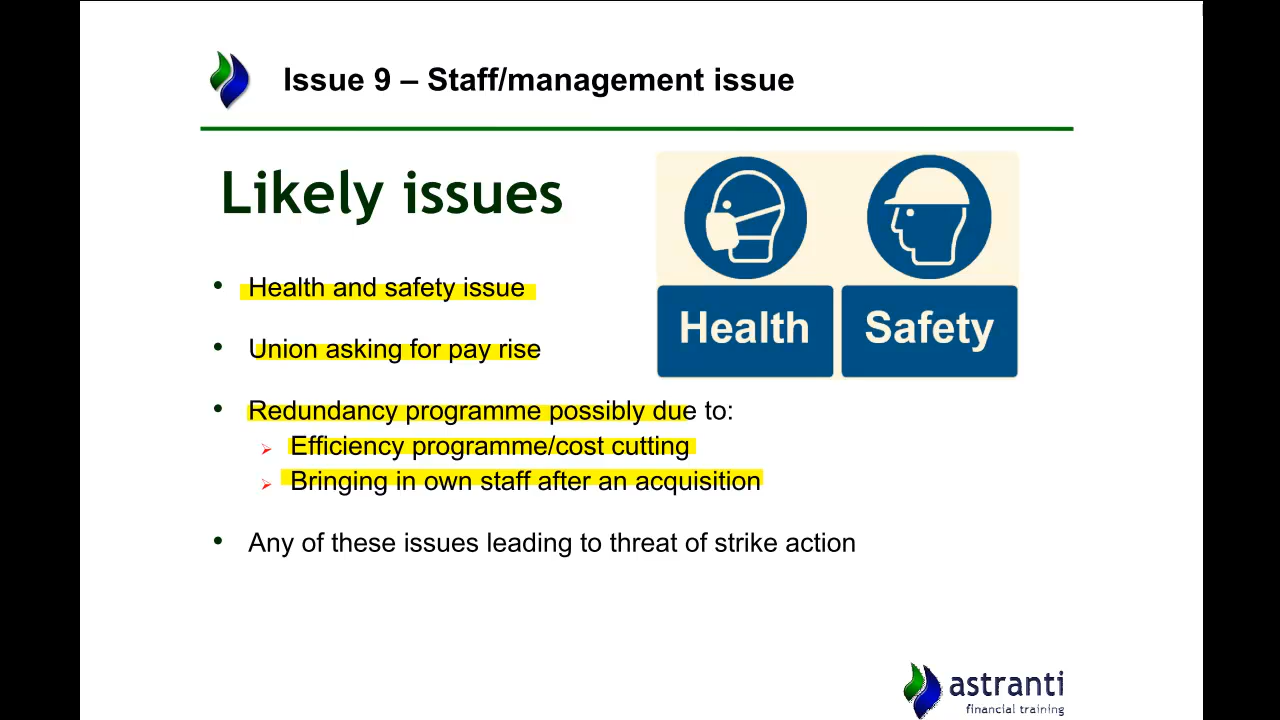 Issue 9 – Staff/management issue
Likely issues
Health Safety
• Health and safety issue
• Union asking for pay rise
• Redundancy programme possibly due to:
➢ Efficiency programme/cost cutting
➢ Bringing in own staff after an acquisition
• Any of these issues leading to threat of strike action
astranti
financial training